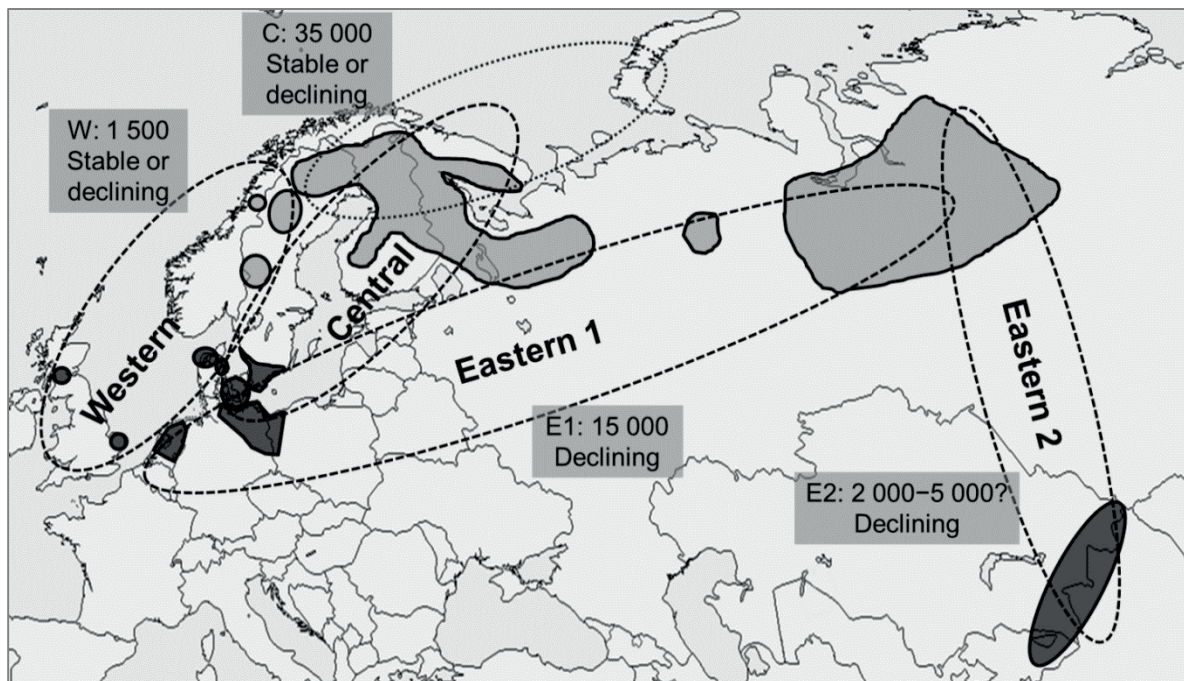 C: 35 000
Stable or
declining
W: 1 500
Stable or
declining
Western
Central
Eastern 1
Eastern 2
E1: 15 000
Declining
E2: 2 000−5 000?
Declining